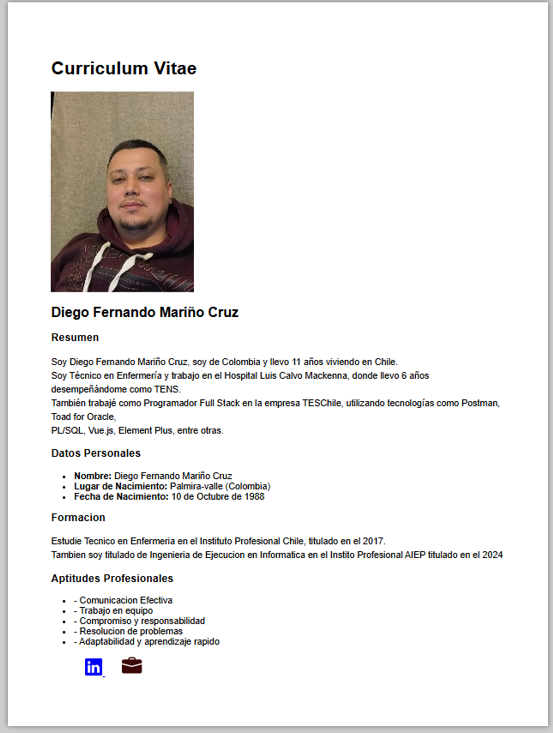 Curriculum Vitae
Diego Fernando Mariño Cruz
Resumen
Soy Diego Fernando Mariño Cruz, soy de Colombia y llevo 11 años viviendo en Chile.
Soy Técnico en Enfermería y trabajo en el Hospital Luis Calvo Mackenna, donde llevo 6 años
desempeñándome como TENS.
También trabajé como Programador Full Stack en la empresa TESChile, utilizando tecnologías como Postman,
Toad for Oracle,
PL/SQL, Vue.js, Element Plus, entre otras.
Datos Personales
• Nombre: Diego Fernando Mariño Cruz
• Lugar de Nacimiento: Palmira-valle (Colombia)
• Fecha de Nacimiento: 10 de Octubre de 1988
Formacion
Estudie Tecnico en Enfermeria en el Instituto Profesional Chile, titulado en el 2017.
Tambien soy titulado de Ingenieria de Ejecucion en Informatica en el Instito Profesional AIEP titulado en el 2024
Aptitudes Profesionales
• - Comunicacion Efectiva
• - Trabajo en equipo
• - Compromiso y responsabilidad
• - Resolucion de problemas
• - Adaptabilidad y aprendizaje rapido
in